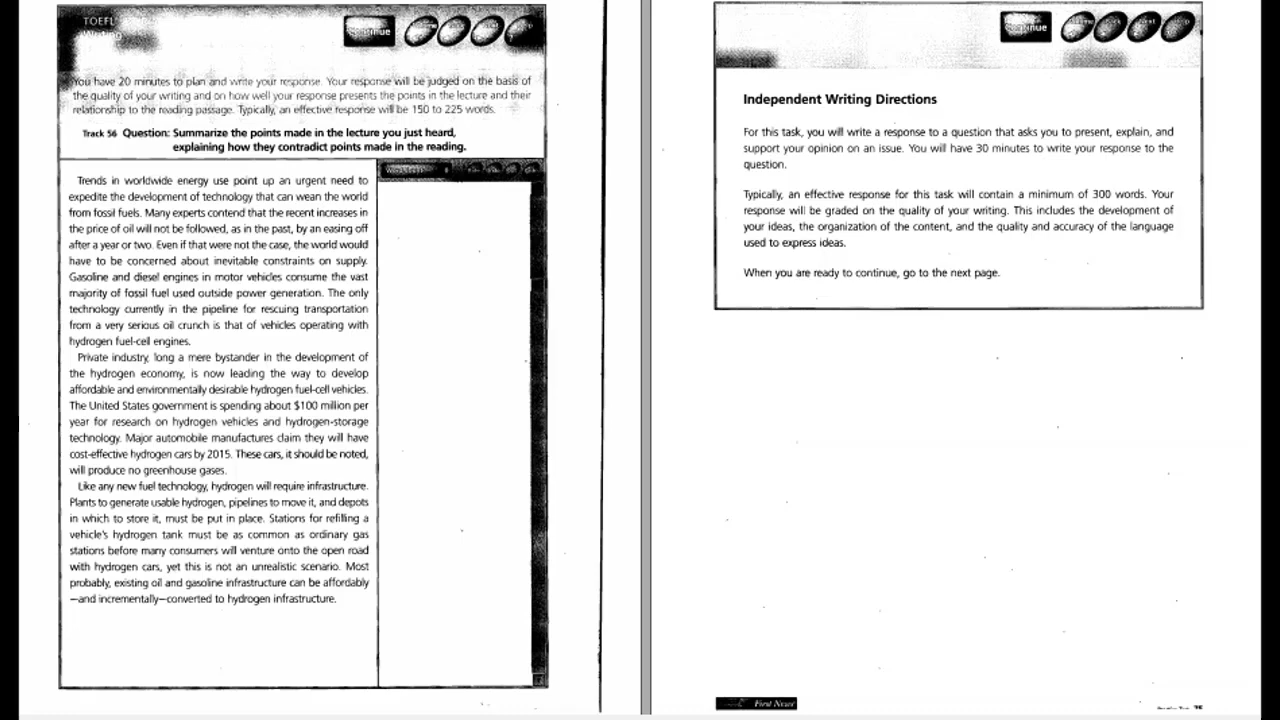 TOEFL
Writing
Continue
You have 20 minutes to plan and write your response. Your response will be judged on the basis of
the quality of your writing and on how well your response presents the points in the lecture and their
relationship to the reading passage. Typically, an effective response will be 150 to 225 words.
Track 56 Question: Summarize the points made in the lecture you just heard,
explaining how they contradict points made in the reading.
Trends in worldwide energy use point up an urgent need to
expedite the development of technology that can wean the world
from fossil fuels. Many experts contend that the recent increases in
the price of oil will not be followed, as in the past, by an easing off
after a year or two. Even if that were not the case, the world would
have to be concerned about inevitable constraints on supply.
Gasoline and diesel engines in motor vehicles consume the vast
majority of fossil fuel used outside power generation. The only
technology currently in the pipeline for rescuing transportation
from a very serious oil crunch is that of vehicles operating with
hydrogen fuel-cell engines.
Private industry, long a mere bystander in the development of
the hydrogen economy, is now leading the way to develop
affordable and environmentally desirable hydrogen fuel-cell vehicles.
The United States government is spending about $100 million per
year for research on hydrogen vehicles and hydrogen-storage
technology. Major automobile manufactures claim they will have
cost-effective hydrogen cars by 2015. These cars, it should be noted,
will produce no greenhouse gases.
Like any new fuel technology, hydrogen will require infrastructure.
Plants to generate usable hydrogen, pipelines to move it, and depots
in which to store it, must be put in place. Stations for refilling a
vehicle's hydrogen tank must be as common as ordinary gas
stations before many consumers will venture onto the open road
with hydrogen cars, yet this is not an unrealistic scenario. Most
probably, existing oil and gasoline infrastructure can be affordably
—and incrementally—converted to hydrogen infrastructure.
Continue
Independent Writing Directions
For this task, you will write a response to a question that asks you to present, explain, and
support your opinion on an issue. You will have 30 minutes to write your response to the
question.
Typically, an effective response for this task will contain a minimum of 300 words. Your
response will be graded on the quality of your writing. This includes the development of
your ideas, the organization of the content, and the quality and accuracy of the language
used to express ideas.
When you are ready to continue, go to the next page.
First News